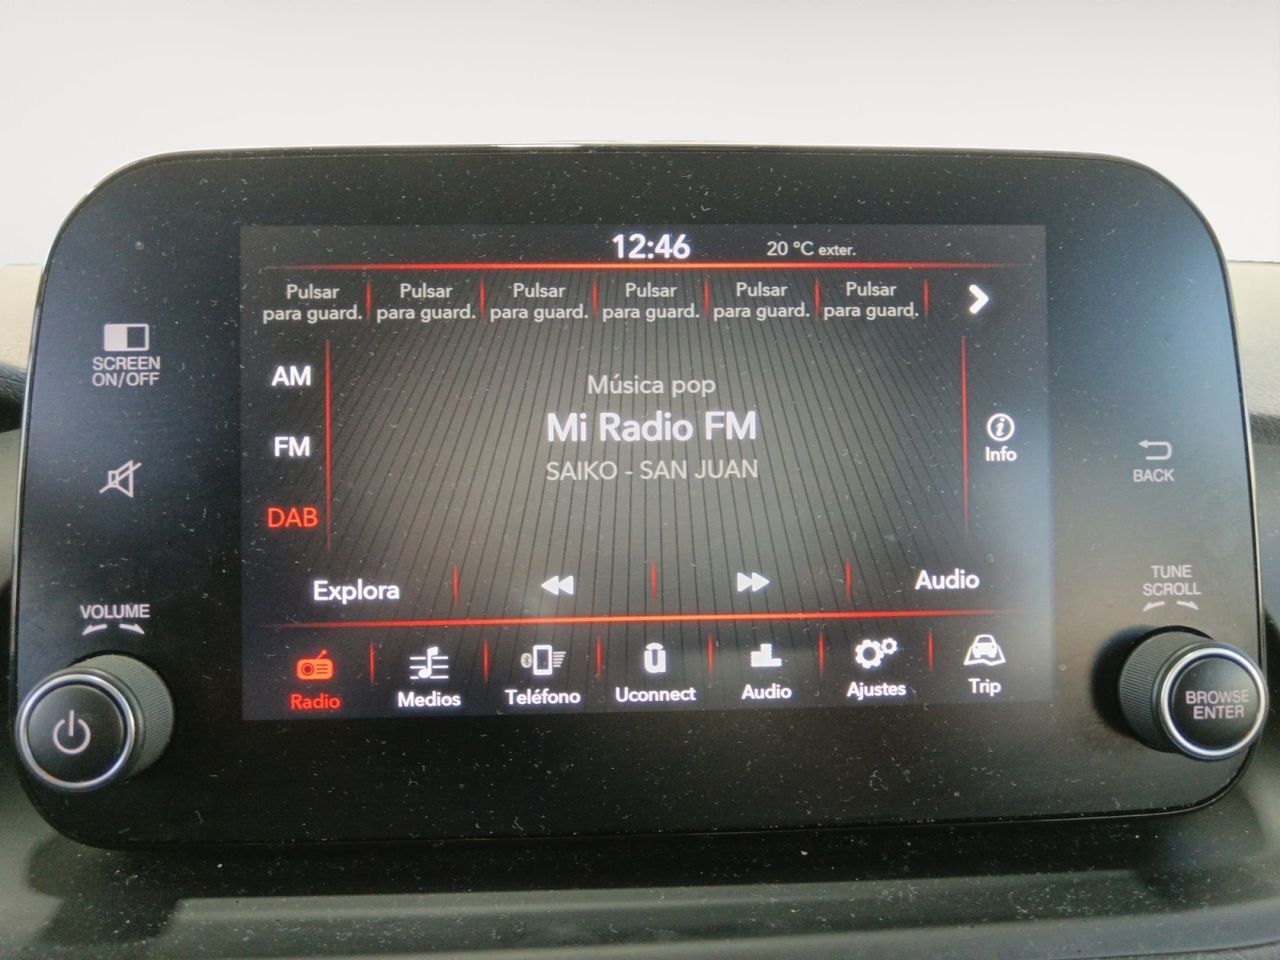 12:46
20 °C exter.
Pulsar para guard.
Pulsar para guard.
Pulsar para guard.
Pulsar para guard.
Pulsar para guard.
Pulsar para guard.
SCREEN
ON/OFF
AM
FM
DAB
Música pop
Mi Radio FM
SAIKO - SAN JUAN
Info
BACK
TUNE
SCROLL
VOLUME
Explora
Audio
Radio
Medios
Teléfono
Uconnect
Audio
Ajustes
Trip
BROWSE
ENTER